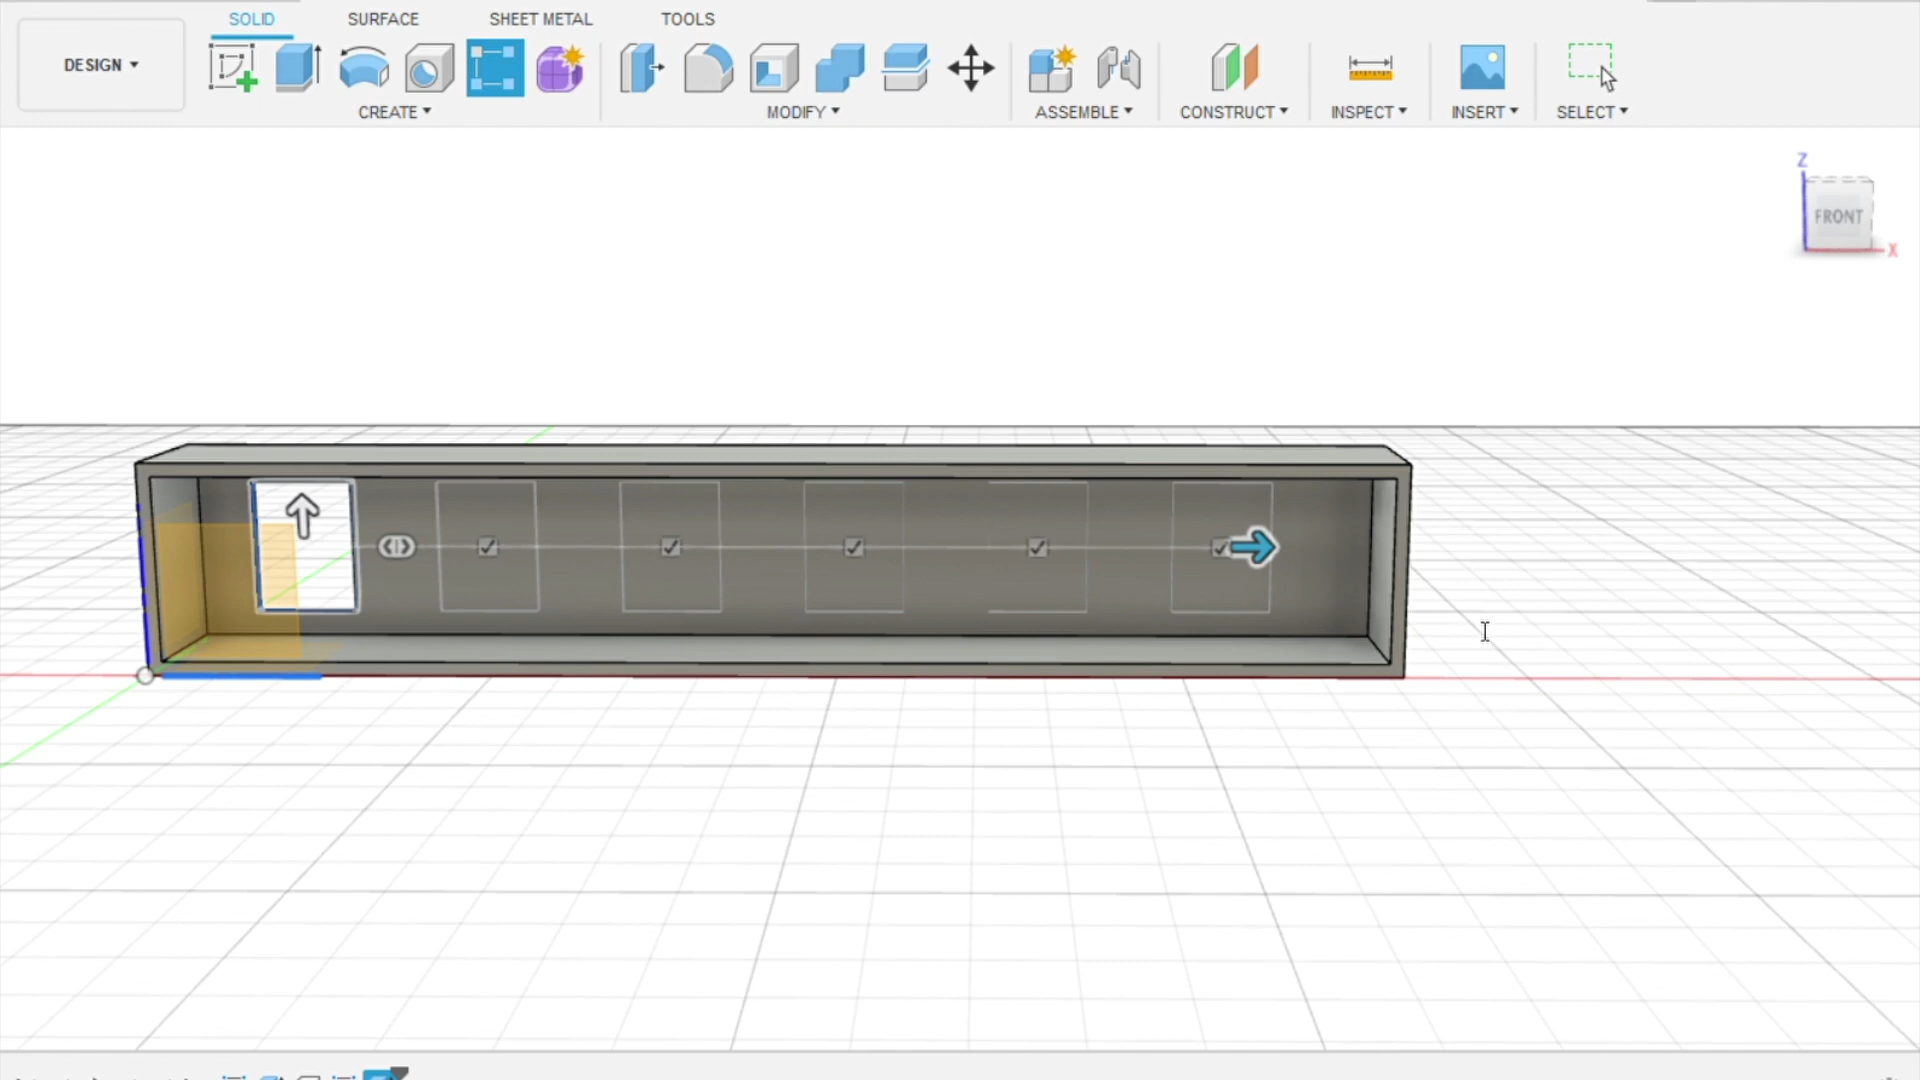 SOLID SURFACE SHEET METAL TOOLS
DESIGN
CREATE MODIFY ASSEMBLE CONSTRUCT INSPECT INSERT SELECT
Z
FRONT
X